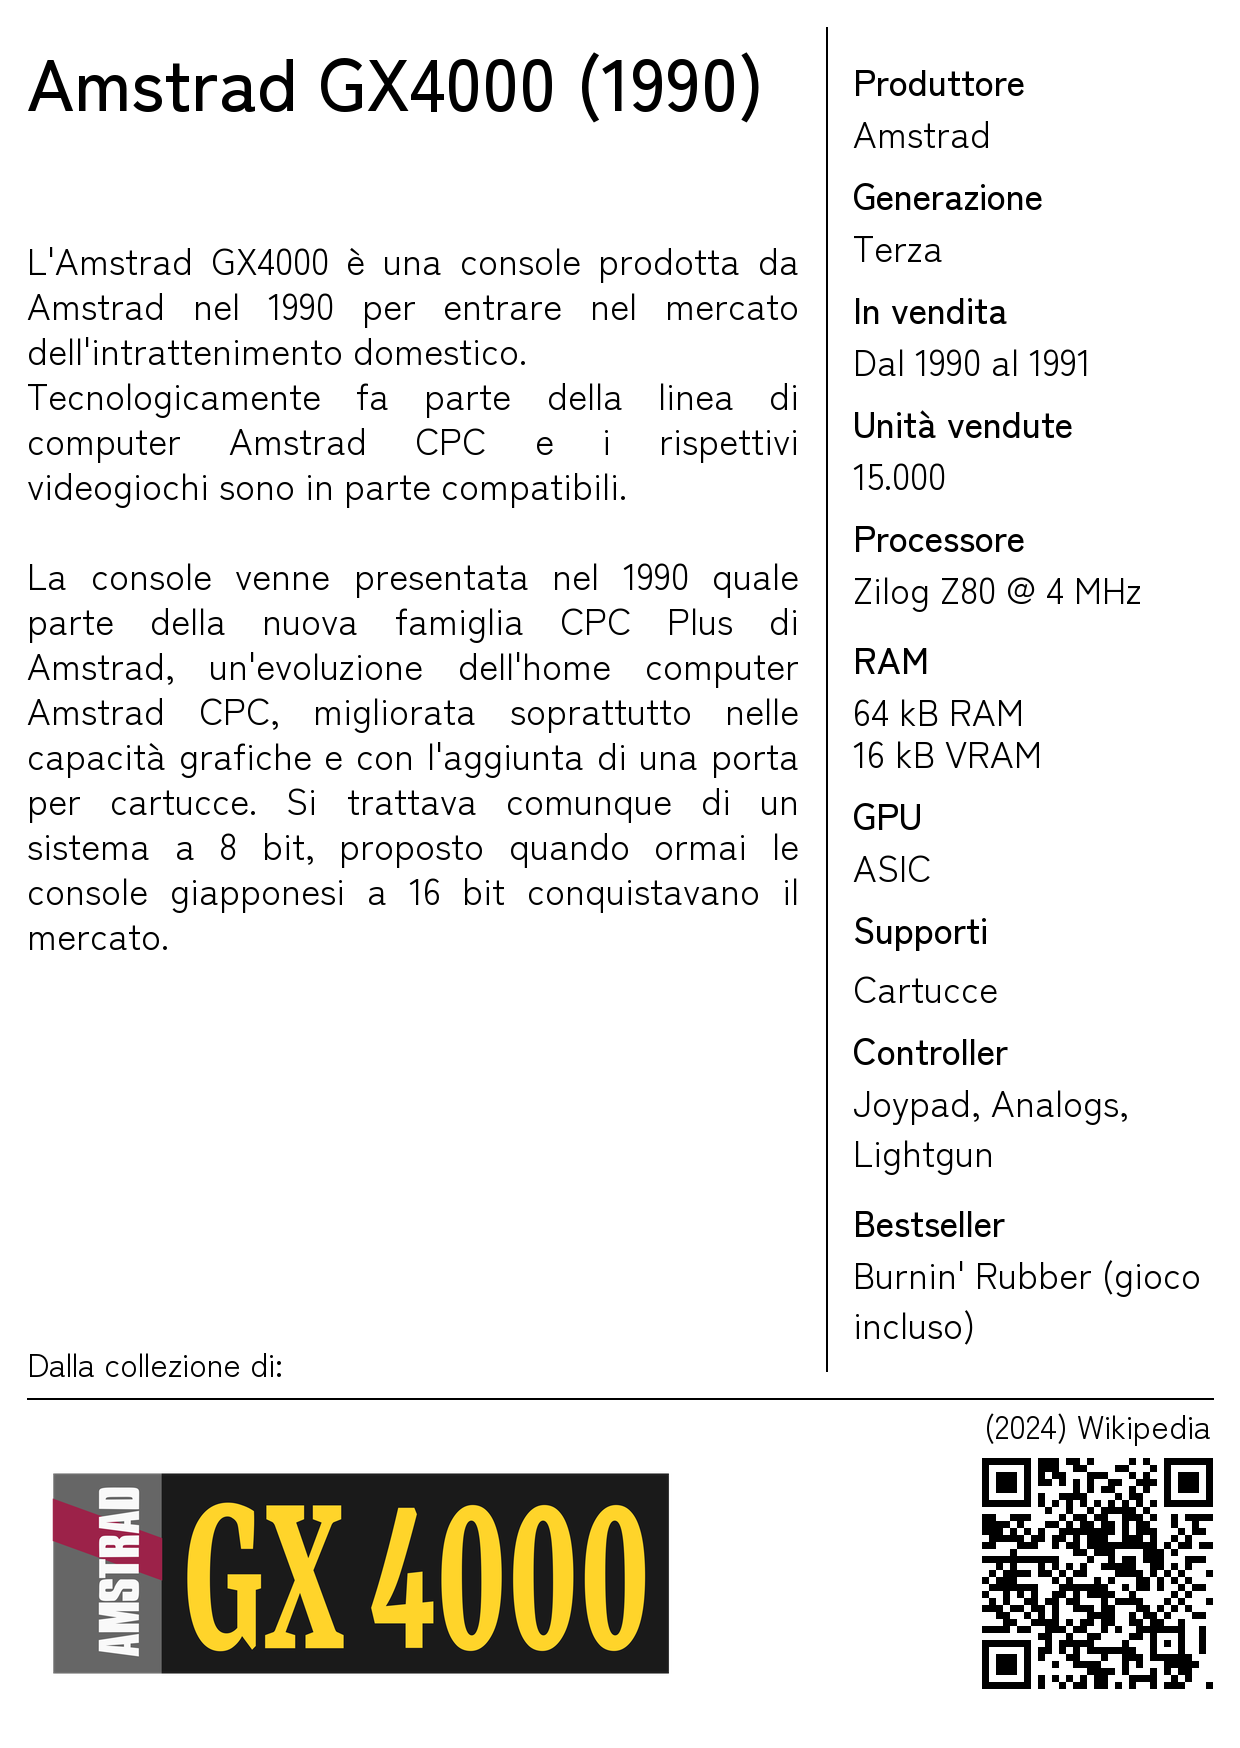 Amstrad GX4000 (1990)
L'Amstrad GX4000 è una console prodotta da
Amstrad nel 1990 per entrare nel mercato
dell'intrattenimento domestico.
Tecnologicamente fa parte della linea di
computer Amstrad CPC e i rispettivi
videogiochi sono in parte compatibili.
La console venne presentata nel 1990 quale
parte della nuova famiglia CPC Plus di
Amstrad, un'evoluzione dell'home computer
Amstrad CPC, migliorata soprattutto nelle
capacità grafiche e con l'aggiunta di una porta
per cartucce. Si trattava comunque di un
sistema a 8 bit, proposto quando ormai le
console giapponesi a 16 bit conquistavano il
mercato.
Dalla collezione di:
Produttore
Amstrad
Generazione
Terza
In vendita
Dal 1990 al 1991
Unità vendute
15.000
Processore
Zilog Z80 @ 4 MHz
RAM
64 kB RAM
16 kB VRAM
GPU
ASIC
Supporti
Cartucce
Controller
Joypad, Analogs,
Lightgun
Bestseller
Burnin' Rubber (gioco
incluso)
(2024) Wikipedia
AMSTRAD
GX 4000